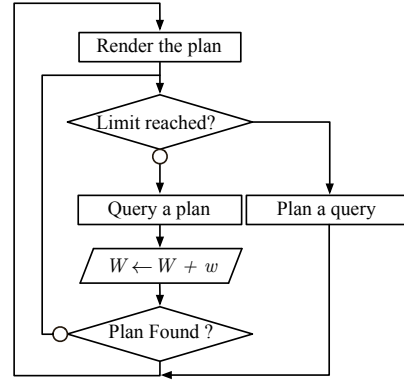 Render the plan
Limit reached?
Query a plan
Plan a query
W ← W + w
Plan Found ?